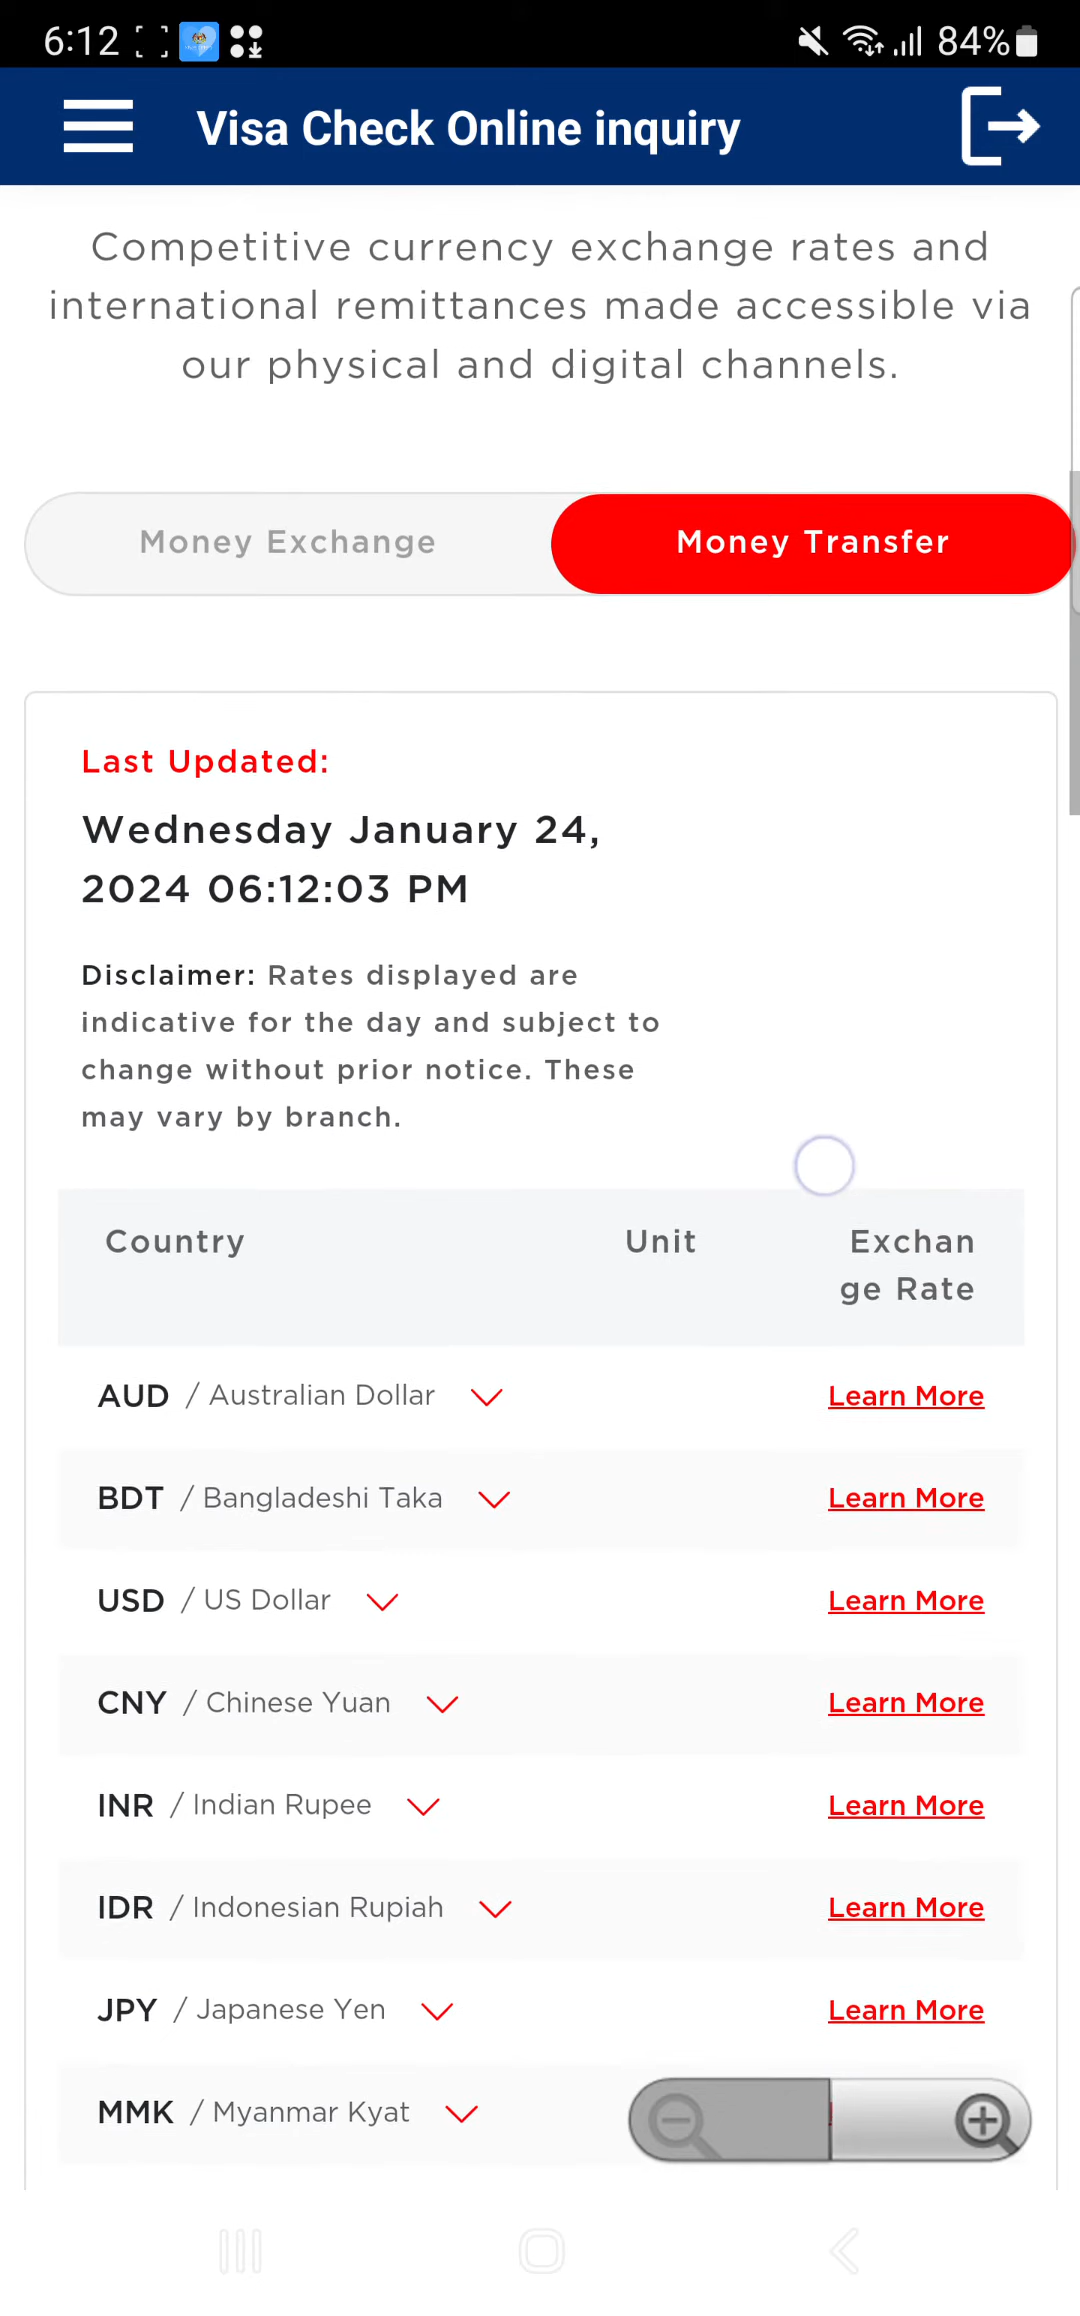 6:12
84%
Visa Check Online inquiry
Competitive currency exchange rates and
international remittances made accessible via
our physical and digital channels.
Money Exchange
Money Transfer
Last Updated:
Wednesday January 24,
2024 06:12:03 PM
Disclaimer: Rates displayed are
indicative for the day and subject to
change without prior notice. These
may vary by branch.
Country Unit Exchan
ge Rate
AUD / Australian Dollar Learn More
BDT / Bangladeshi Taka Learn More
USD / US Dollar Learn More
CNY / Chinese Yuan Learn More
INR / Indian Rupee Learn More
IDR / Indonesian Rupiah Learn More
JPY / Japanese Yen Learn More
MMK / Myanmar Kyat